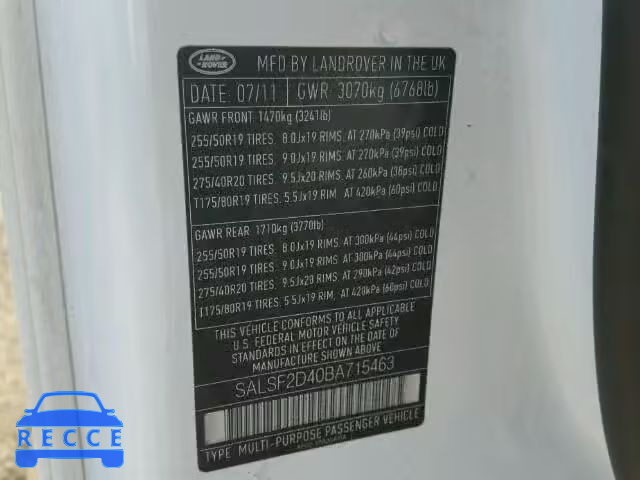 LAND
ROVER
MFD BY LANDROVER IN THE UK
DATE: 07/11 GWR: 3070kg (6768lb)
GAWR FRONT: 1470kg (3241lb)
255/50R19 TIRES. 8.0Jx19 RIMS. AT 270kPa (39psi) COLD
255/50R19 TIRES. 9.0Jx19 RIMS. AT 270kPa (39psi) COLD
275/40R20 TIRES. 9.5Jx20 RIMS. AT 260kPa (38psi) COLD
T175/80R19 TIRES. 5.5Jx19 RIM, AT 420kPa (60psi) COLD
GAWR REAR: 1710kg (3770lb)
255/50R19 TIRES: 8.0Jx19 RIMS. AT 300kPa (44psi) COLD
255/50R19 TIRES: 9.0Jx19 RIMS. AT 300kPa (44psi) COLD
275/40R20 TIRES: 9.5Jx20 RIMS. AT 290kPa (42psi) COLD
T175/80R19 TIRES: 5.5Jx19 RIM, AT 420kPa (60psi) COLD
THIS VEHICLE CONFORMS TO ALL APPLICABLE
U.S. FEDERAL MOTOR VEHICLE SAFETY
STANDARDS IN EFFECT ON THE DATE OF
MANUFACTURE SHOWN ABOVE.
SALSF2D40BA715463
TYPE: MULTI-PURPOSE PASSENGER VEHICLE
RECCE